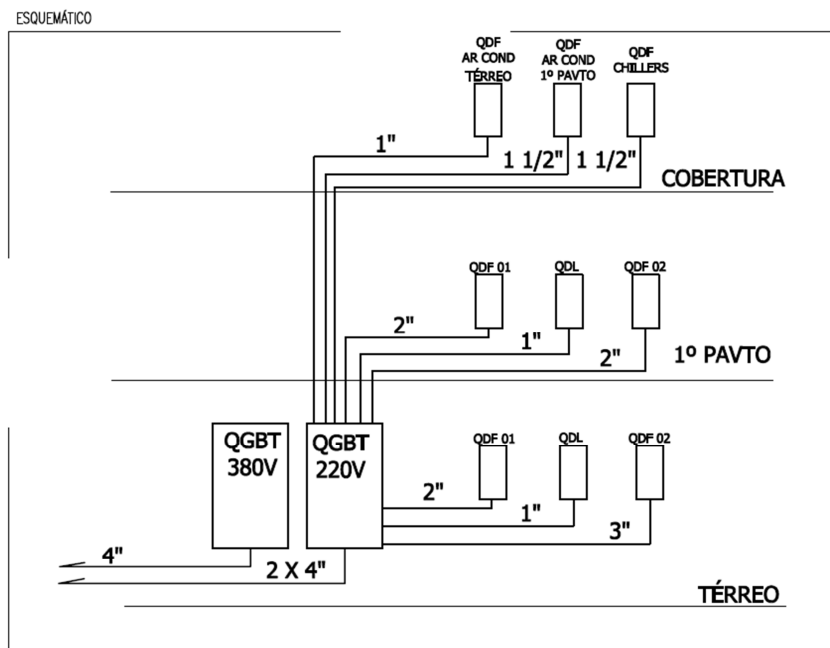 ESQUEMÁTICO
QDF
AR COND
TÉRREO
QDF
AR COND
1º PAVTO
QDF
CHILLERS
1"
1 1/2"
1 1/2"
COBERTURA
QDF 01
QDL
QDF 02
2"
1"
2"
1º PAVTO
QGBT
380V
QGBT
220V
QDF 01
QDL
QDF 02
2"
1"
3"
4"
2 X 4"
TÉRREO